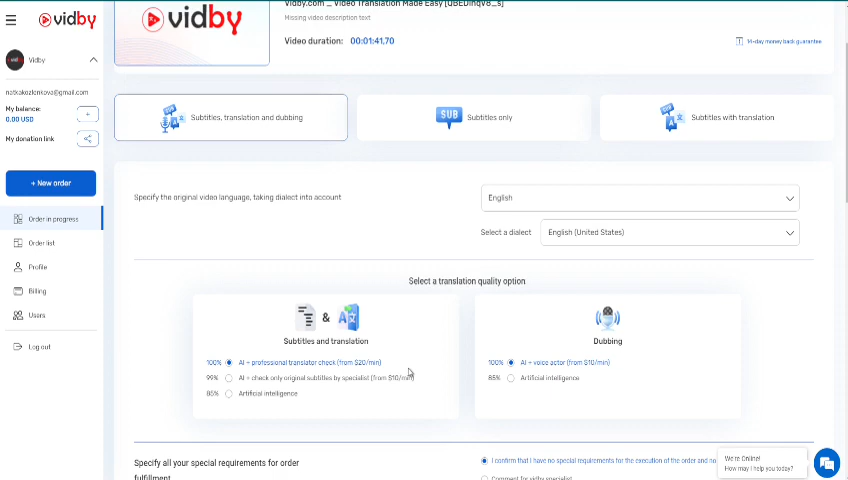 vidby
Vidby
natkakozlenkova@gmail.com
My balance:
0.00 USD
+
My donation link
+ New order
Order in progress
Order list
Profile
Billing
Users
Log out
vidby
Vidby.com _ Video Translation Made Easy
Missing video description text
Video duration: 00:01:41,70
14-day money back guarantee
Subtitles, translation and dubbing
SUB
Subtitles only
Subtitles with translation
Specify the original video language, taking dialect into account
English
Select a dialect
English (United States)
Select a translation quality option
&
Subtitles and translation
100% AI + professional translator check (from $20/min)
99% AI + check only original subtitles by specialist (from $10/min)
85% Artificial intelligence
Dubbing
100% AI + voice actor (from $10/min)
85% Artificial intelligence
Specify all your special requirements for order
fulfillment
I confirm that I have no special requirements for the execution of the order and no
Comment for vidby specialist
We're Online!
How may I help you today?